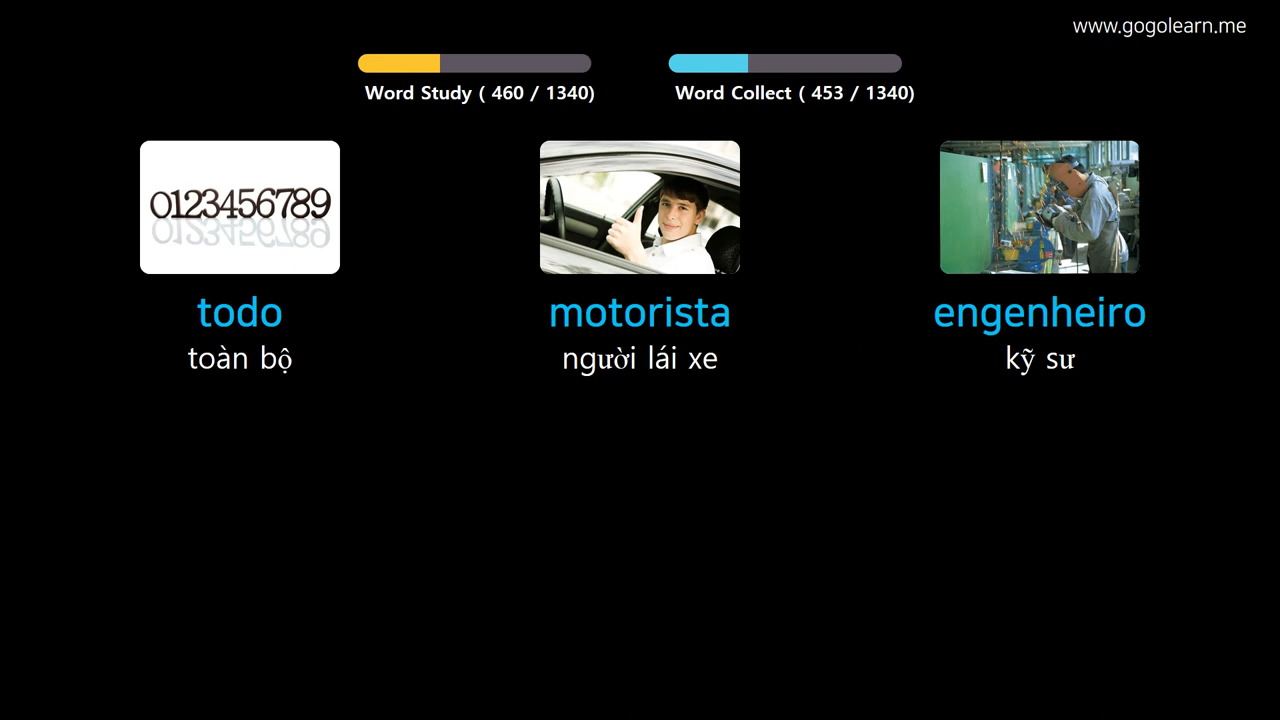 www.gogolearn.me
Word Study ( 460 / 1340)
Word Collect ( 453 / 1340)
0123456789
todo
motorista
engenheiro
toàn bộ
người lái xe
kỹ sư